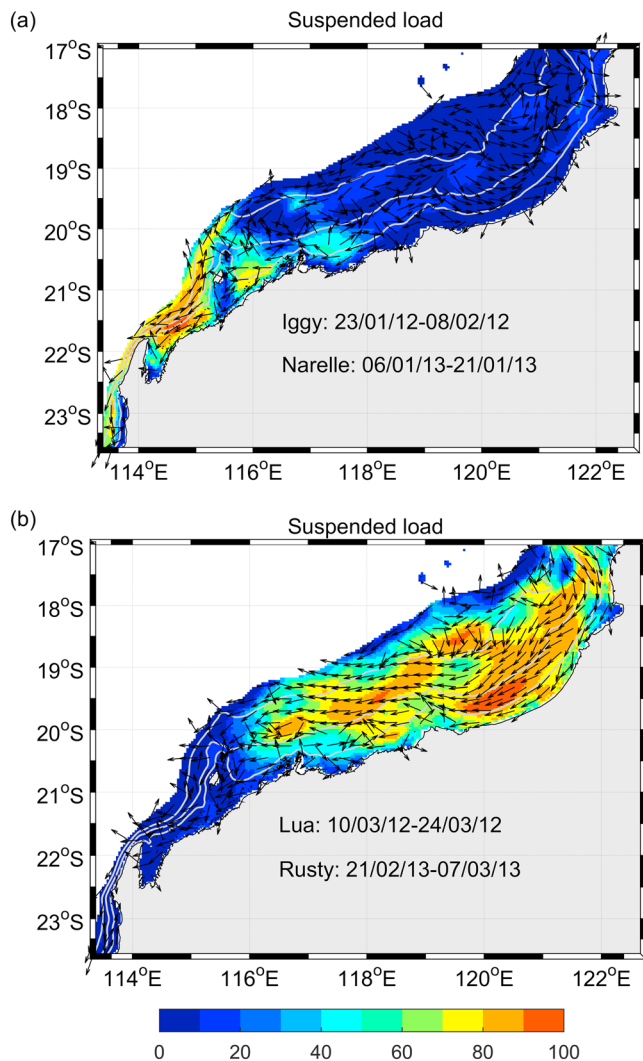 (a)
Suspended load
17°S
18°S
19°S
20°S
21°S
22°S
23°S
Iggy: 23/01/12-08/02/12
Narelle: 06/01/13-21/01/13
114°E 116°E 118°E 120°E 122°E
(b)
Suspended load
17°S
18°S
19°S
20°S
21°S
22°S
23°S
Lua: 10/03/12-24/03/12
Rusty: 21/02/13-07/03/13
114°E 116°E 118°E 120°E 122°E
0 20 40 60 80 100